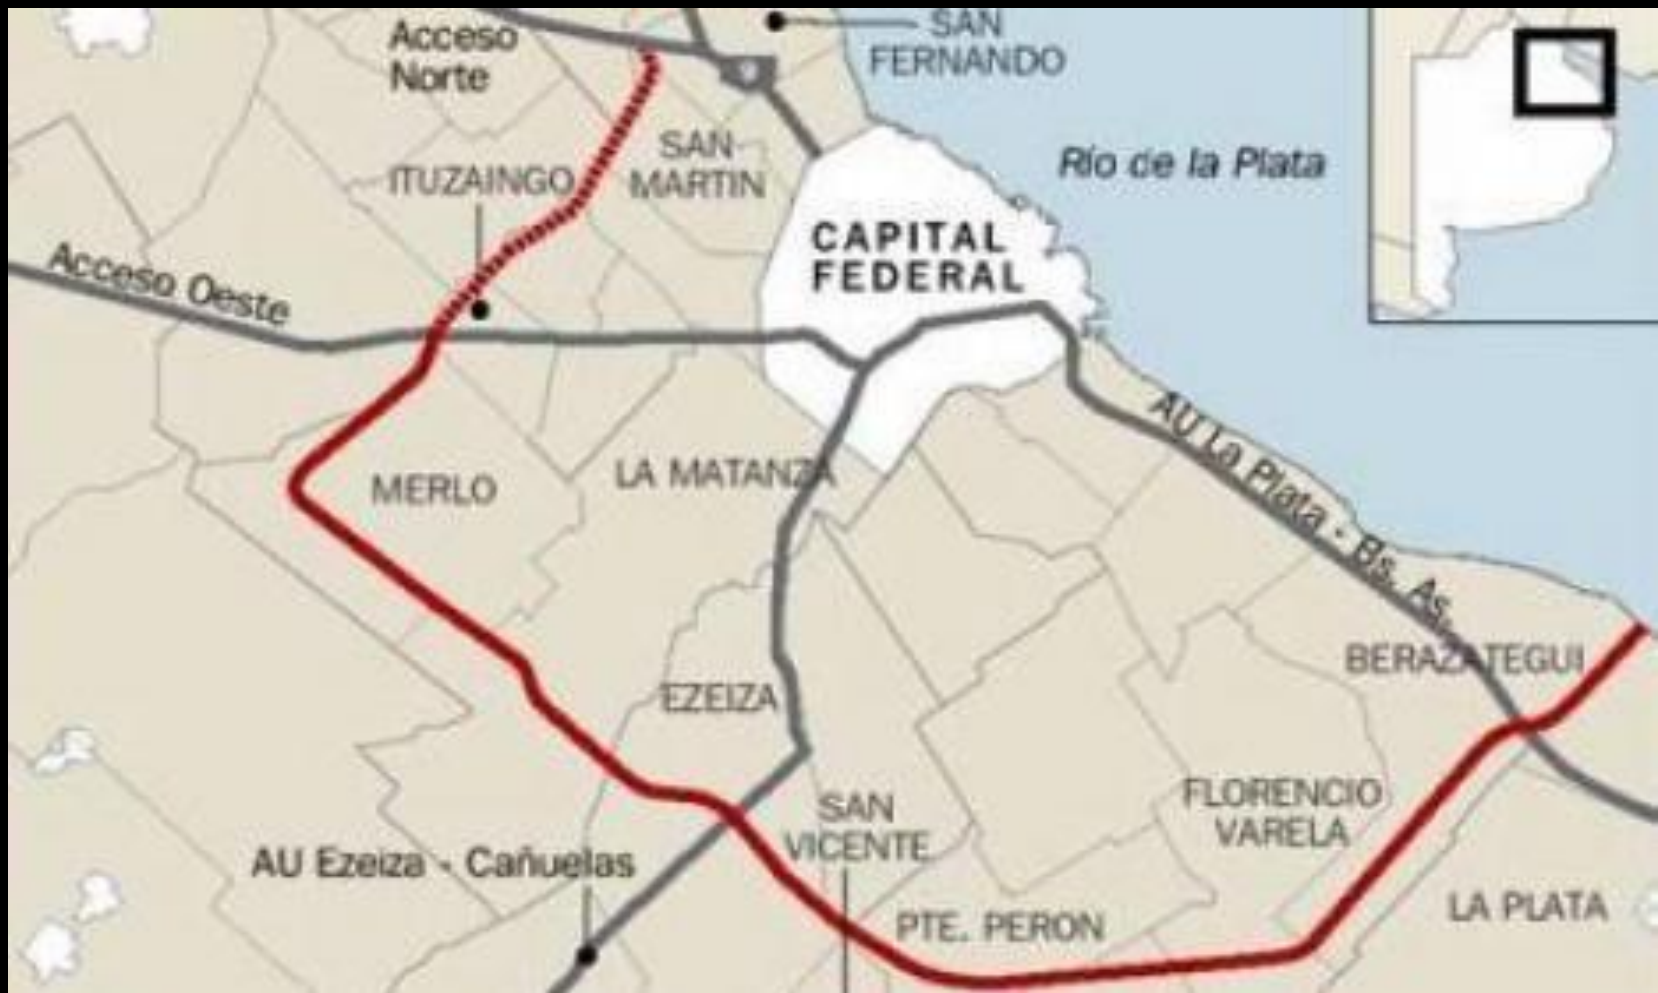 Acceso
Norte
SAN
FERNANDO
SAN
MARTIN
Río de la Plata
ITUZAINGO
CAPITAL
FEDERAL
Acceso Oeste
AU La Plata - Bs. As.
MERLO
LA MATANZA
BERAZATEGUI
EZEIZA
SAN
VICENTE
FLORENCIO
VARELA
AU Ezeiza - Cañuelas
PTE. PERON
LA PLATA